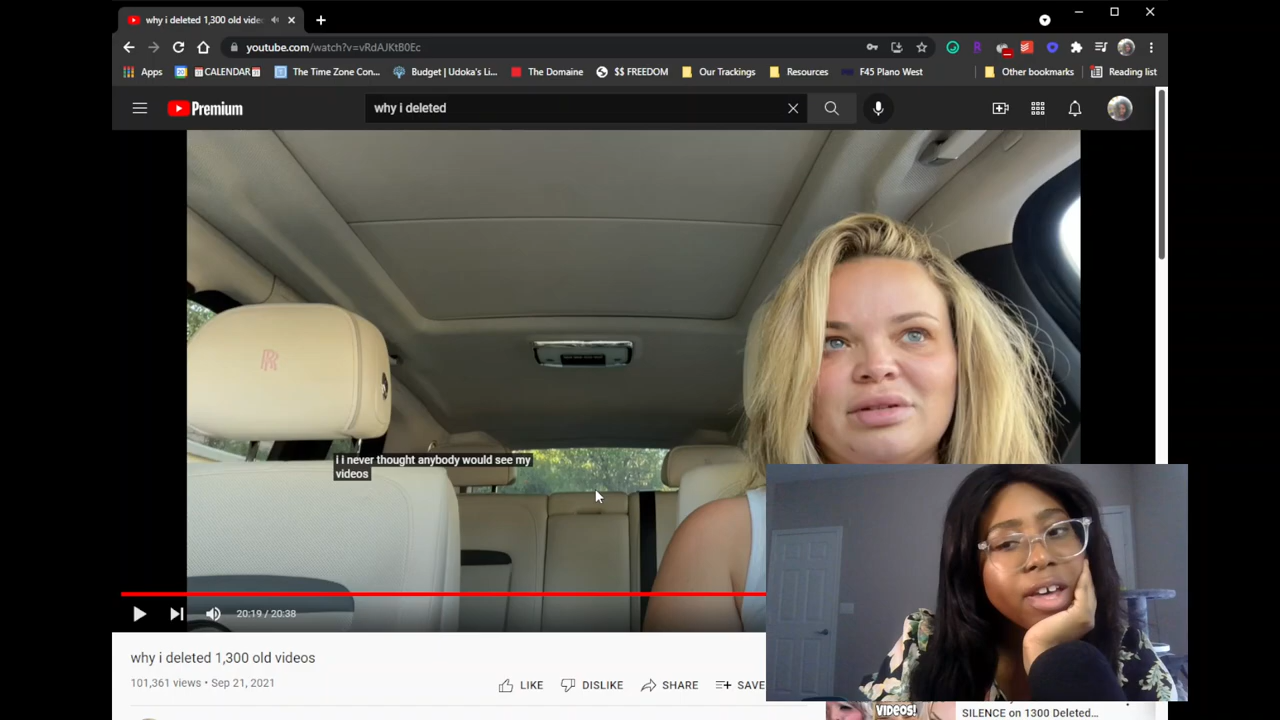 why i deleted 1,300 old vide
youtube.com/watch?v=vRdAJKtB0Ec
Apps
CALENDAR
The Time Zone Con...
Budget | Udoka's Li...
The Domaine
$$ FREEDOM
Our Trackings
Resources
F45 Plano West
Other bookmarks
Reading list
Premium
why i deleted
RR
i i never thought anybody would see my
videos
20:19 / 20:38
why i deleted 1,300 old videos
101,361 views • Sep 21, 2021
LIKE
DISLIKE
SHARE
SAVE
VIDEOS!
SILENCE on 1300 Deleted...